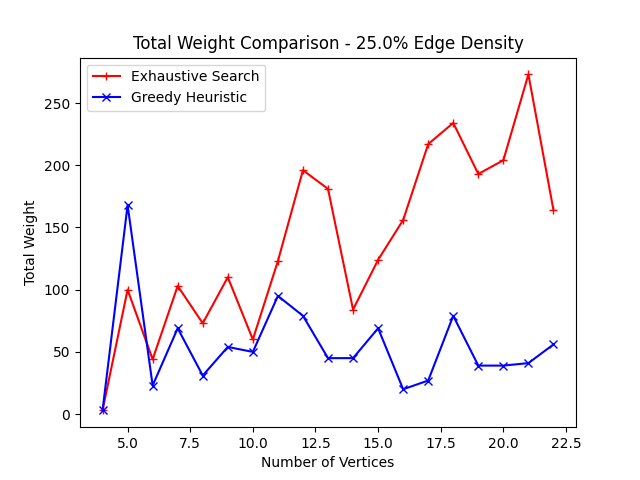 Total Weight Comparison - 25.0% Edge Density
Exhaustive Search
Greedy Heuristic
Total Weight
250
200
150
100
50
0
5.0 7.5 10.0 12.5 15.0 17.5 20.0 22.5
Number of Vertices